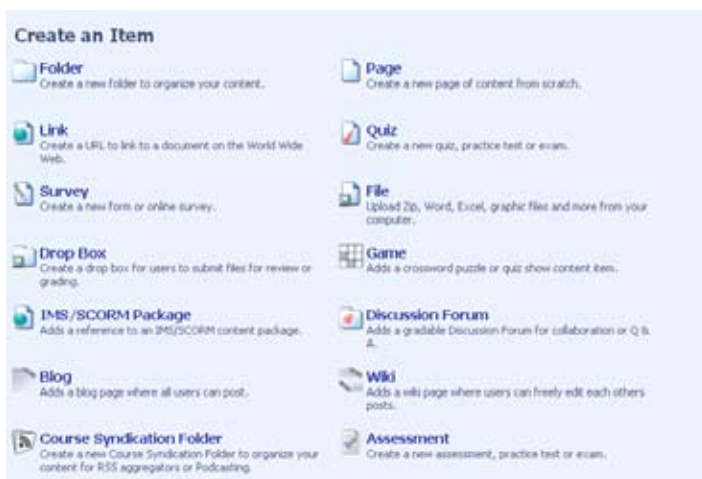 Create an Item
Folder
Create a new folder to organize your content.
Page
Create a new page of content from scratch.
Link
Create a URL to link to a document on the World Wide
Web.
Quiz
Create a new quiz, practice test or exam.
Survey
Create a new form or online survey.
File
Upload Zip, Word, Excel, graphic files and more from your
computer.
Drop Box
Create a drop box for users to submit files for review or
grading.
Game
Adds a crossword puzzle or quiz show content item.
IMS/SCORM Package
Adds a reference to an IMS/SCORM content package.
Discussion Forum
Adds a gradable Discussion Forum for collaboration or Q &
A.
Blog
Adds a blog page where all users can post.
Wiki
Adds a wiki page where users can freely edit each others
posts.
Course Syndication Folder
Create a new Course Syndication Folder to organize your
content for RSS aggregators or Podcasting.
Assessment
Create a new assessment, practice test or exam.